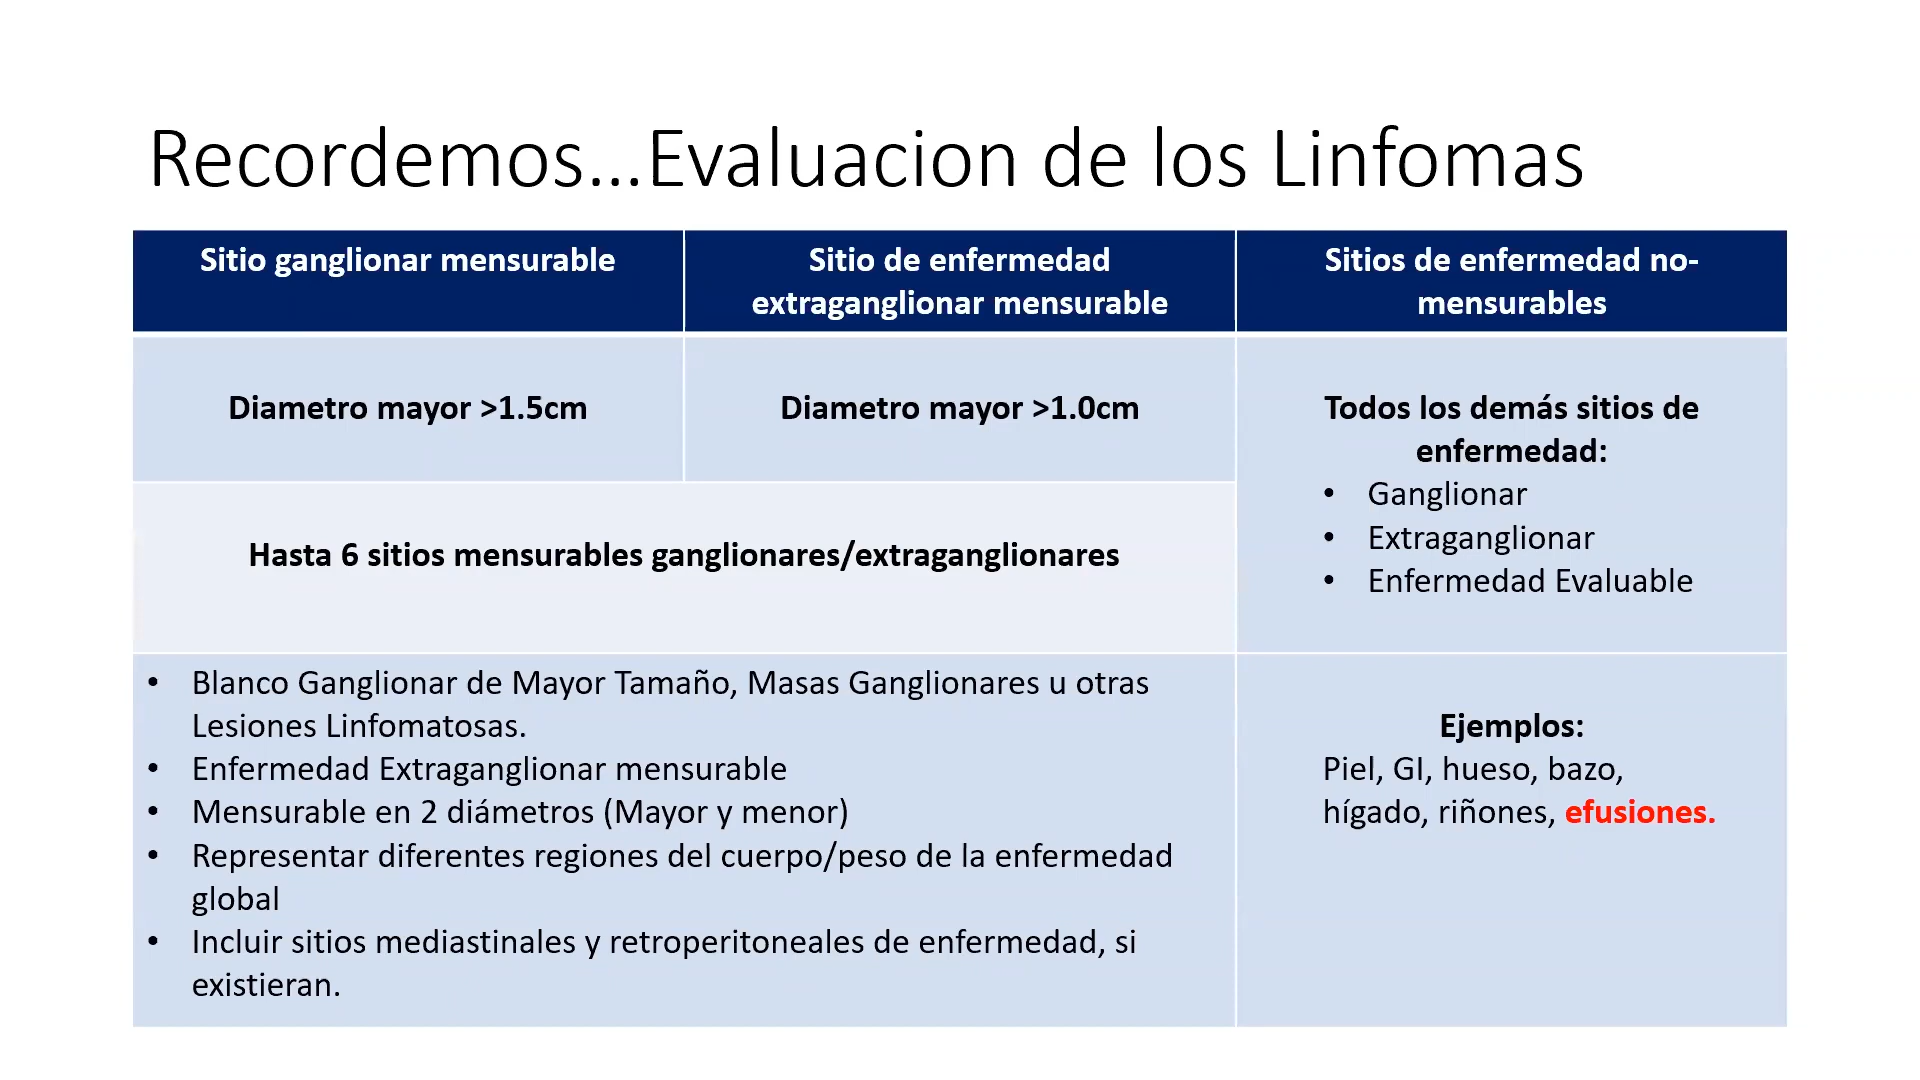 Recordemos...Evaluacion de los Linfomas
Sitio ganglionar mensurable
Sitio de enfermedad
extraganglionar mensurable
Sitios de enfermedad no-
mensurables
Diametro mayor >1.5cm
Diametro mayor >1.0cm
Todos los demás sitios de
enfermedad:
• Ganglionar
• Extraganglionar
• Enfermedad Evaluable
Hasta 6 sitios mensurables ganglionares/extraganglionares
• Blanco Ganglionar de Mayor Tamaño, Masas Ganglionares u otras
Lesiones Linfomatosas.
• Enfermedad Extraganglionar mensurable
• Mensurable en 2 diámetros (Mayor y menor)
• Representar diferentes regiones del cuerpo/peso de la enfermedad
global
• Incluir sitios mediastinales y retroperitoneales de enfermedad, si
existieran.
Ejemplos:
Piel, GI, hueso, bazo,
hígado, riñones, efusiones.